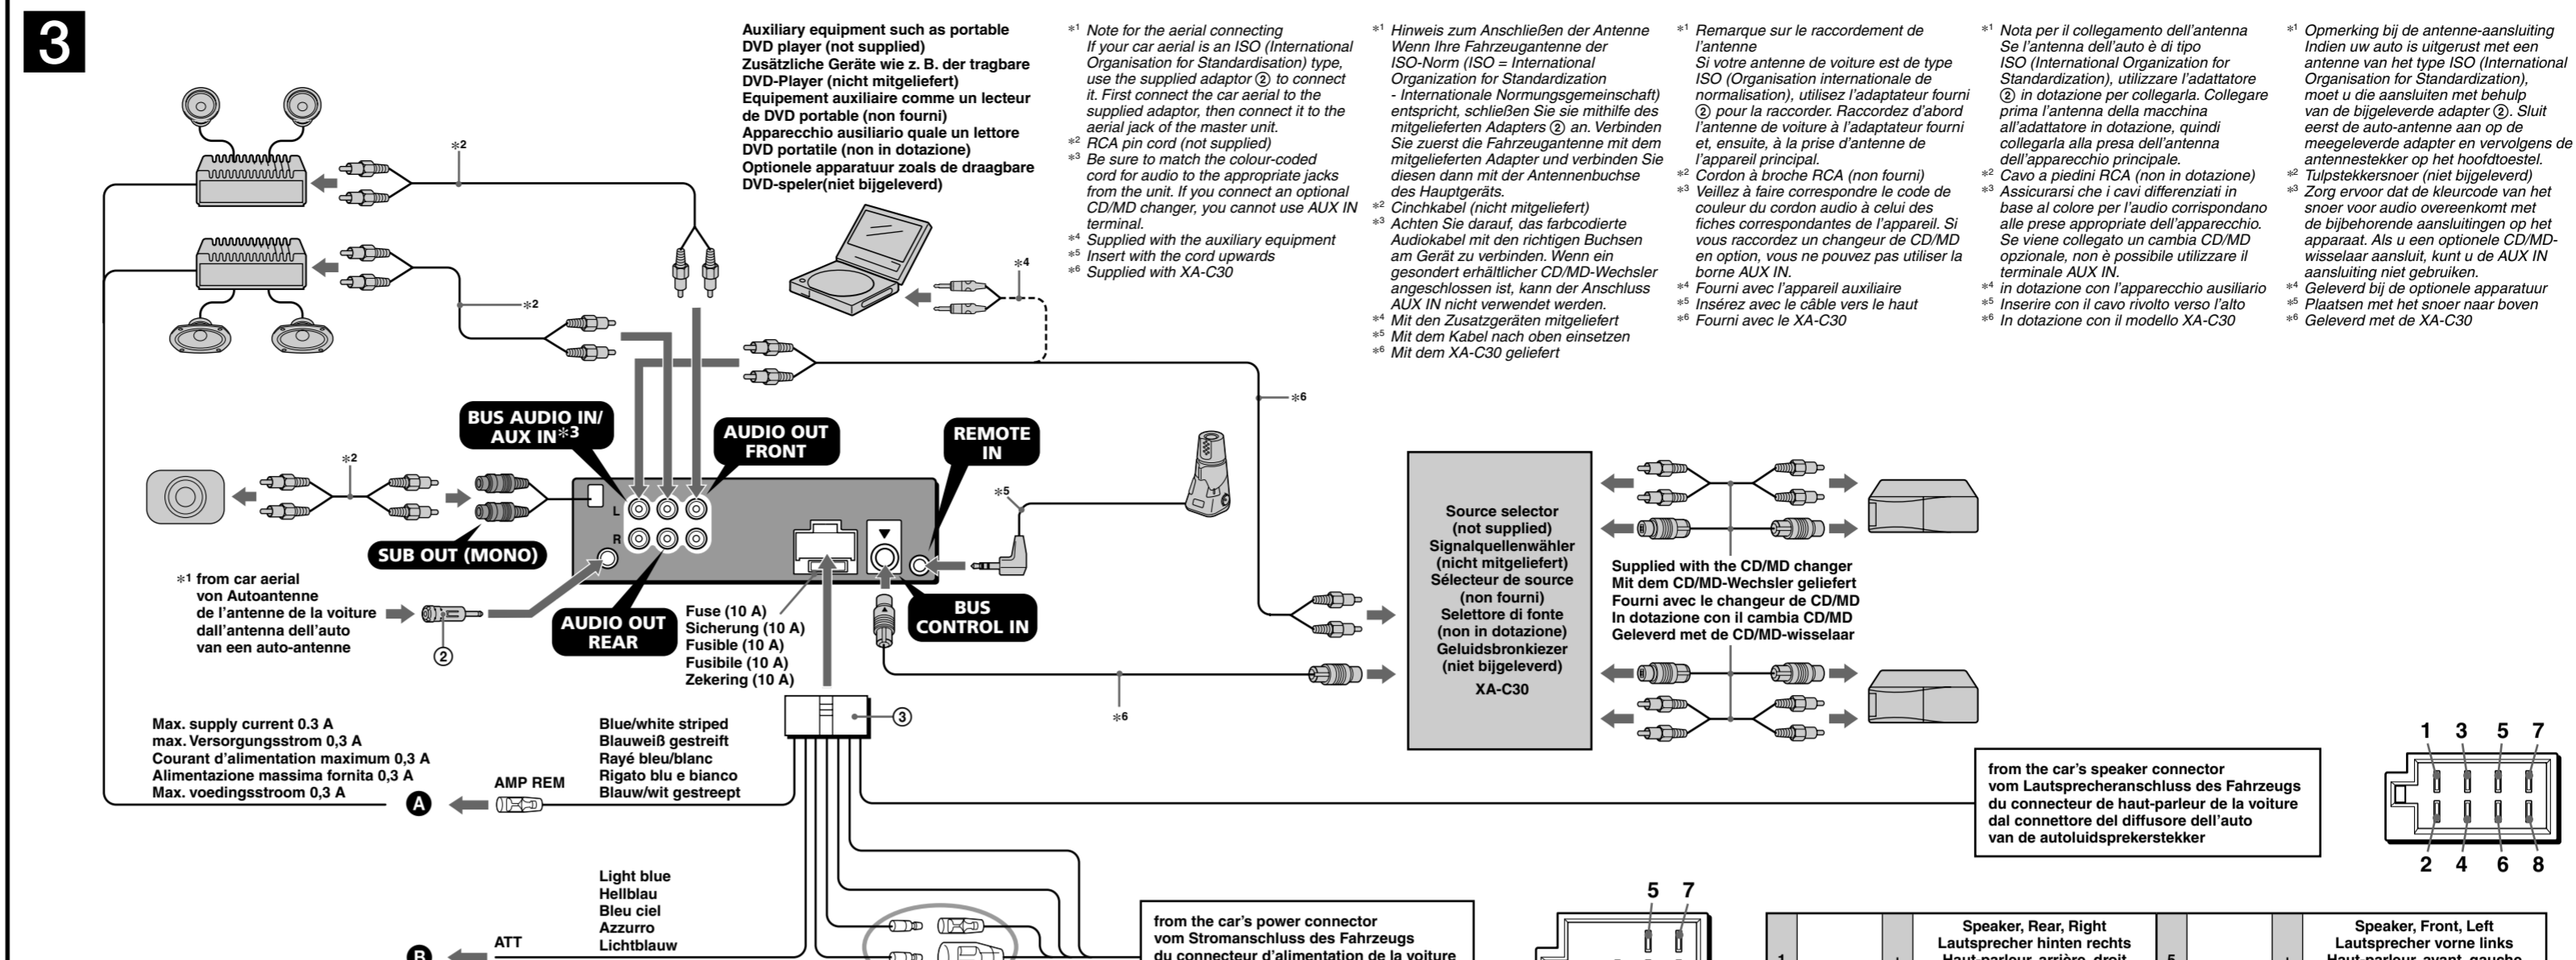 3
Auxiliary equipment such as portable
DVD player (not supplied)
Zusätzliche Geräte wie z. B. der tragbare
DVD-Player (nicht mitgeliefert)
Equipement auxiliaire comme un lecteur
de DVD portable (non fourni)
Apparecchio ausiliario quale un lettore
DVD portatile (non in dotazione)
Optionele apparatuur zoals de draagbare
DVD-speler(niet bijgeleverd)
*1 Note for the aerial connecting
If your car aerial is an ISO (International
Organisation for Standardisation) type,
use the supplied adaptor ② to connect
it. First connect the car aerial to the
supplied adaptor, then connect it to the
aerial jack of the master unit.
*2 RCA pin cord (not supplied)
*3 Be sure to match the colour-coded
cord for audio to the appropriate jacks
from the unit. If you connect an optional
CD/MD changer, you cannot use AUX IN
terminal.
*4 Supplied with the auxiliary equipment
*5 Insert with the cord upwards
*6 Supplied with XA-C30
*1 Hinweis zum Anschließen der Antenne
Wenn Ihre Fahrzeugantenne der
ISO-Norm (ISO = International
Organization for Standardization
- Internationale Normungsgemeinschaft)
entspricht, schließen Sie sie mithilfe des
mitgelieferten Adapters ② an. Verbinden
Sie zuerst die Fahrzeugantenne mit dem
mitgelieferten Adapter und verbinden Sie
diesen dann mit der Antennenbuchse
des Hauptgeräts.
*2 Cinchkabel (nicht mitgeliefert)
*3 Achten Sie darauf, das farbcodierte
Audiokabel mit den richtigen Buchsen
am Gerät zu verbinden. Wenn ein
gesondert erhältlicher CD/MD-Wechsler
angeschlossen ist, kann der Anschluss
AUX IN nicht verwendet werden.
*4 Mit den Zusatzgeräten mitgeliefert
*5 Mit dem Kabel nach oben einsetzen
*6 Mit dem XA-C30 geliefert
*1 Remarque sur le raccordement de
l'antenne
Si votre antenne de voiture est de type
ISO (Organisation internationale de
normalisation), utilisez l'adaptateur fourni
② pour la raccorder. Raccordez d'abord
l'antenne de voiture à l'adaptateur fourni
et, ensuite, à la prise d'antenne de
l'appareil principal.
*2 Cordon à broche RCA (non fourni)
*3 Veillez à faire correspondre le code de
couleur du cordon audio à celui des
fiches correspondantes de l'appareil. Si
vous raccordez un changeur de CD/MD
en option, vous ne pouvez pas utiliser la
borne AUX IN.
*4 Fourni avec l'appareil auxiliaire
*5 Insérez avec le câble vers le haut
*6 Fourni avec le XA-C30
*1 Nota per il collegamento dell'antenna
Se l'antenna dell'auto è di tipo
ISO (International Organization for
Standardization), utilizzare l'adattatore
② in dotazione per collegarla. Collegare
prima l'antenna della macchina
all'adattatore in dotazione, quindi
collegarla alla presa dell'antenna
dell'apparecchio principale.
*2 Cavo a piedini RCA (non in dotazione)
*3 Assicurarsi che i cavi differenziati in
base al colore per l'audio corrispondano
alle prese appropriate dell'apparecchio.
Se viene collegato un cambia CD/MD
opzionale, non è possibile utilizzare il
terminale AUX IN.
*4 in dotazione con l'apparecchio ausiliario
*5 Inserire con il cavo rivolto verso l'alto
*6 In dotazione con il modello XA-C30
*1 Opmerking bij de antenne-aansluiting
Indien uw auto is uitgerust met een
antenne van het type ISO (International
Organisation for Standardization),
moet u die aansluiten met behulp
van de bijgeleverde adapter ②. Sluit
eerst de auto-antenne aan op de
meegeleverde adapter en vervolgens de
antennestekker op het hoofdtoestel.
*2 Tulpstekkersnoer (niet bijgeleverd)
*3 Zorg ervoor dat de kleurcode van het
snoer voor audio overeenkomt met
de bijbehorende aansluitingen op het
apparaat. Als u een optionele CD/MD-
wisselaar aansluit, kunt u de AUX IN
aansluiting niet gebruiken.
*4 Geleverd bij de optionele apparatuur
*5 Plaatsen met het snoer naar boven
*6 Geleverd met de XA-C30
*2
*2
*4
*6
BUS AUDIO IN/
AUX IN*3
AUDIO OUT
FRONT
REMOTE
IN
*2
*5
L
R
SUB OUT (MONO)
*1 from car aerial
von Autoantenne
de l'antenne de la voiture
dall'antenna dell'auto
van een auto-antenne
②
AUDIO OUT
REAR
Fuse (10 A)
Sicherung (10 A)
Fusible (10 A)
Fusibile (10 A)
Zekering (10 A)
BUS
CONTROL IN
Source selector
(not supplied)
Signalquellenwähler
(nicht mitgeliefert)
Sélecteur de source
(non fourni)
Selettore di fonte
(non in dotazione)
Geluidsbronkiezer
(niet bijgeleverd)
XA-C30
Supplied with the CD/MD changer
Mit dem CD/MD-Wechsler geliefert
Fourni avec le changeur de CD/MD
In dotazione con il cambia CD/MD
Geleverd met de CD/MD-wisselaar
*6
③
Max. supply current 0.3 A
max. Versorgungsstrom 0,3 A
Courant d'alimentation maximum 0,3 A
Alimentazione massima fornita 0,3 A
Max. voedingsstroom 0,3 A
A
AMP REM
Blue/white striped
Blauweiß gestreift
Rayé bleu/blanc
Rigato blu e bianco
Blauw/wit gestreept
from the car's speaker connector
vom Lautsprecheranschluss des Fahrzeugs
du connecteur de haut-parleur de la voiture
dal connettore del diffusore dell'auto
van de autoluidsprekerstekker
1 3 5 7
2 4 6 8
Light blue
Hellblau
Bleu ciel
Azzurro
Lichtblauw
B
ATT
from the car's power connector
vom Stromanschluss des Fahrzeugs
du connecteur d'alimentation de la voiture
5 7
1
+
Speaker, Rear, Right
Lautsprecher hinten rechts
Haut-parleur, arrière, droit
5
+
Speaker, Front, Left
Lautsprecher vorne links
Haut-parleur, avant, gauche